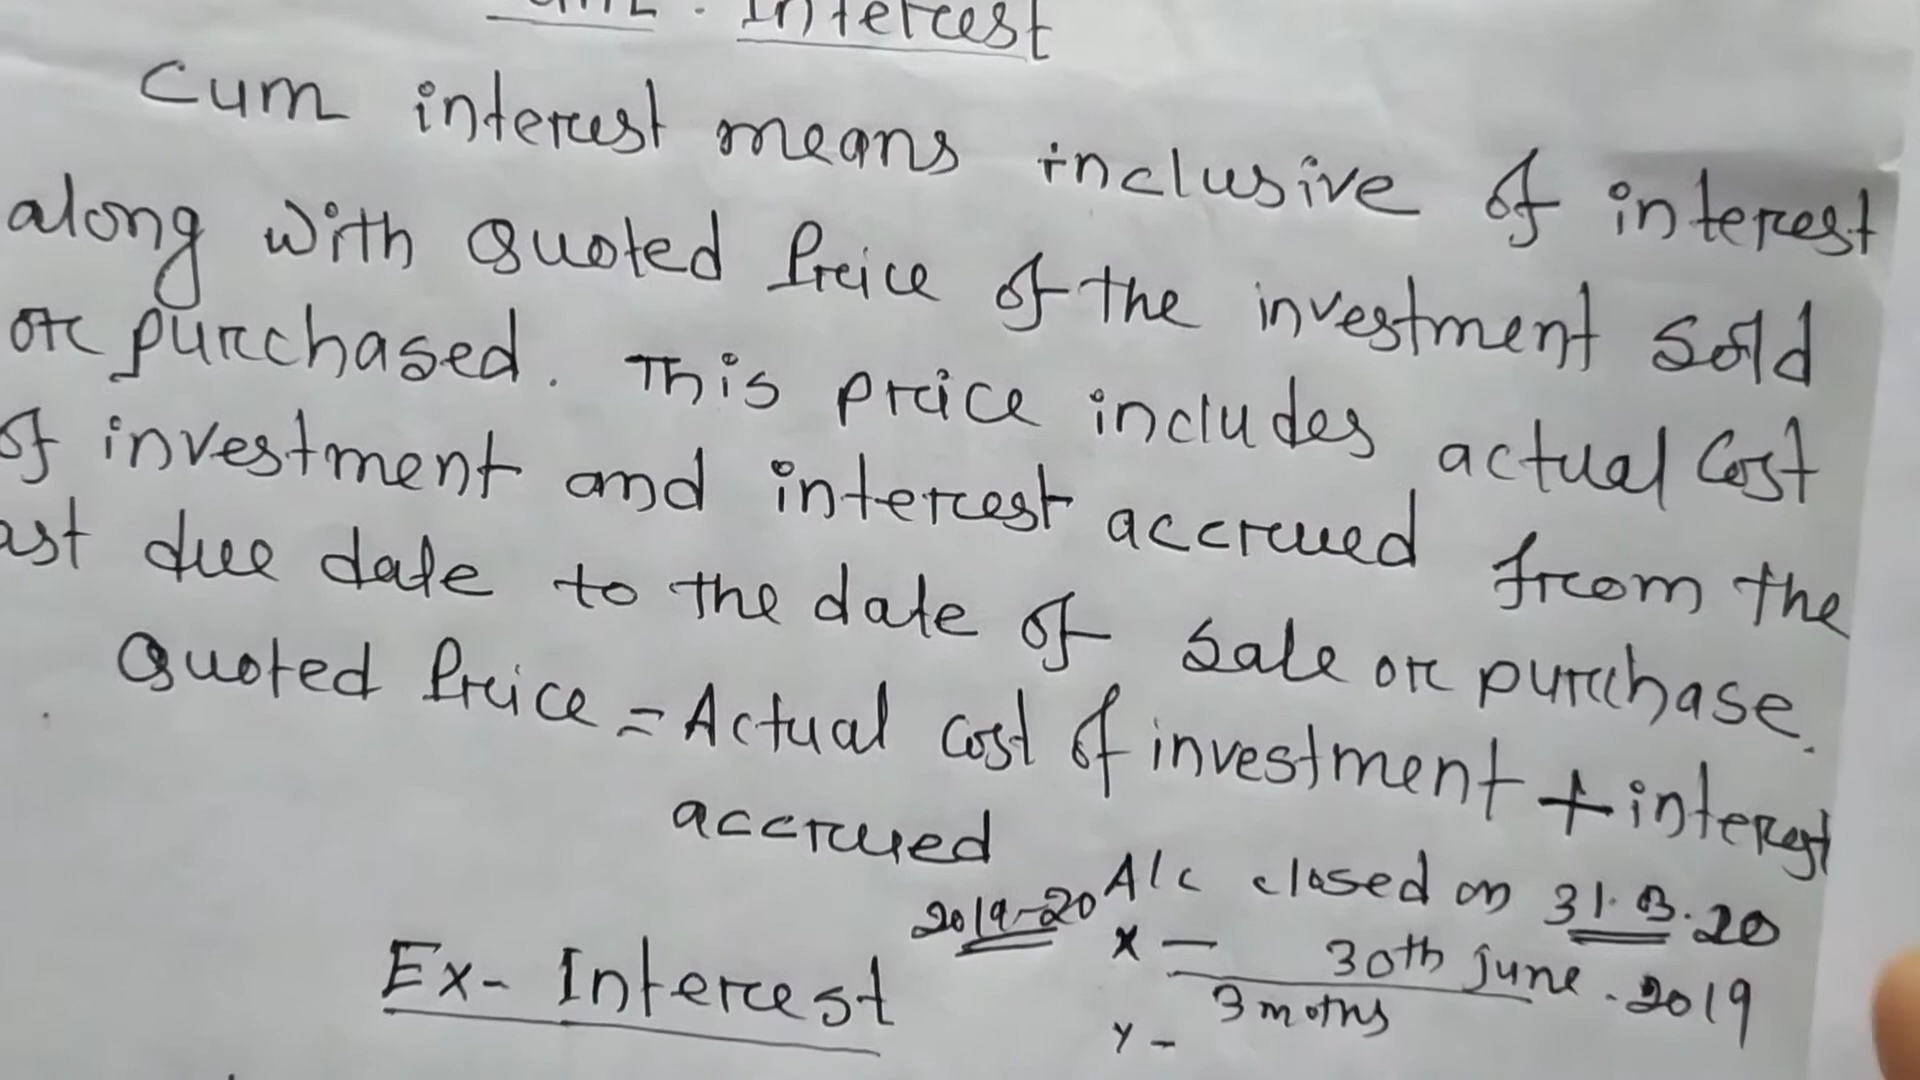 Interest
Cum interest means inclusive of interest
along with Quoted Price of the investment Sold
or purchased. This price includes actual Cost
of investment and interest accrued from the
due date to the date of Sale or purchase.
Quoted Price = Actual cost of investment + interest
accrued
2019-20 A/c closed on 31.03.20
X — 30th june. 2019
3 moths
Ex- Interest
Y -